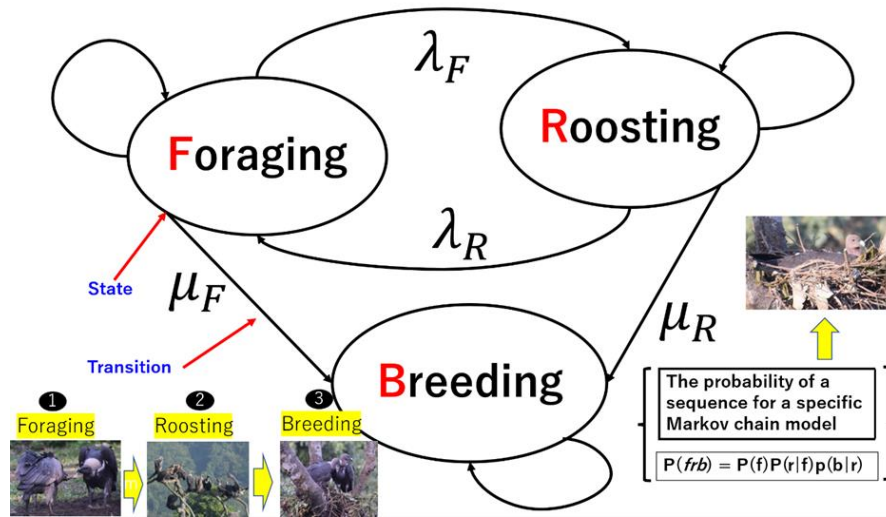 λF
Foraging
Roosting
λR
State
μF
μR
Transition
Breeding
1
Foraging
2
Roosting
3
Breeding
m
The probability of a
sequence for a specific
Markov chain model
P(frb) = P(f)P(r|f)p(b|r)